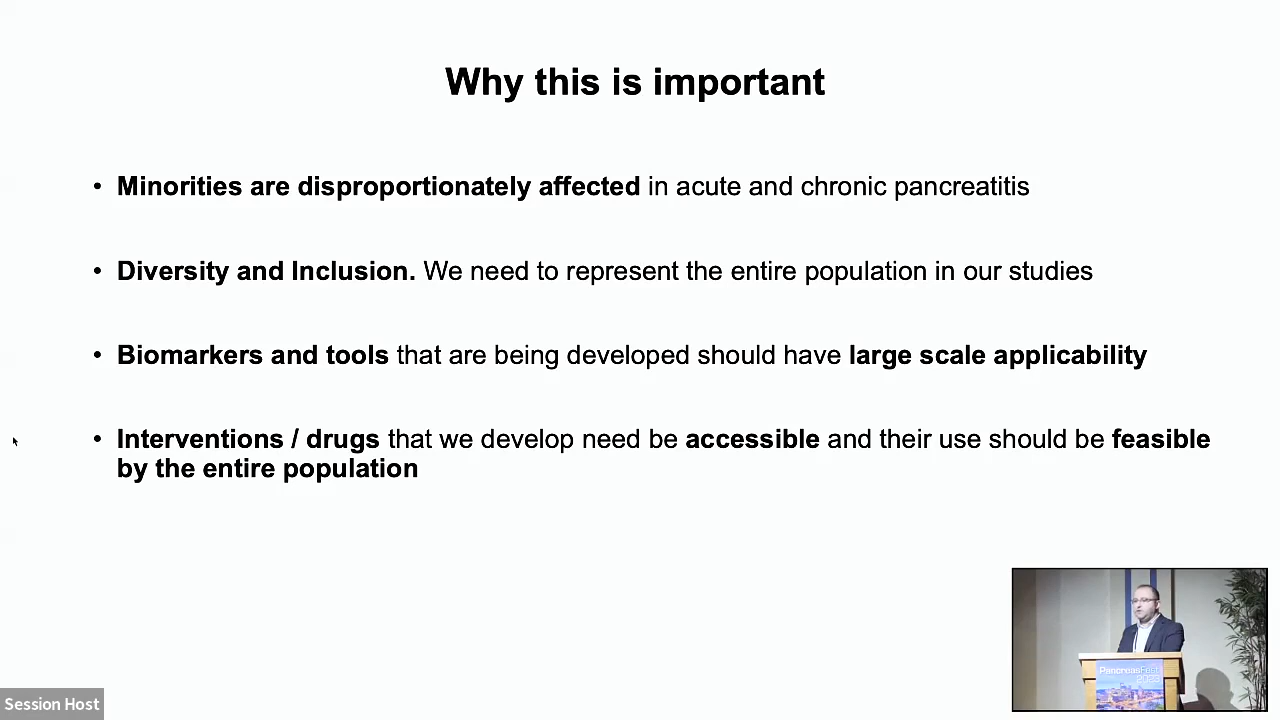 Why this is important
• Minorities are disproportionately affected in acute and chronic pancreatitis
• Diversity and Inclusion. We need to represent the entire population in our studies
• Biomarkers and tools that are being developed should have large scale applicability
• Interventions / drugs that we develop need be accessible and their use should be feasible
by the entire population
PancreasFest
2023
Session Host